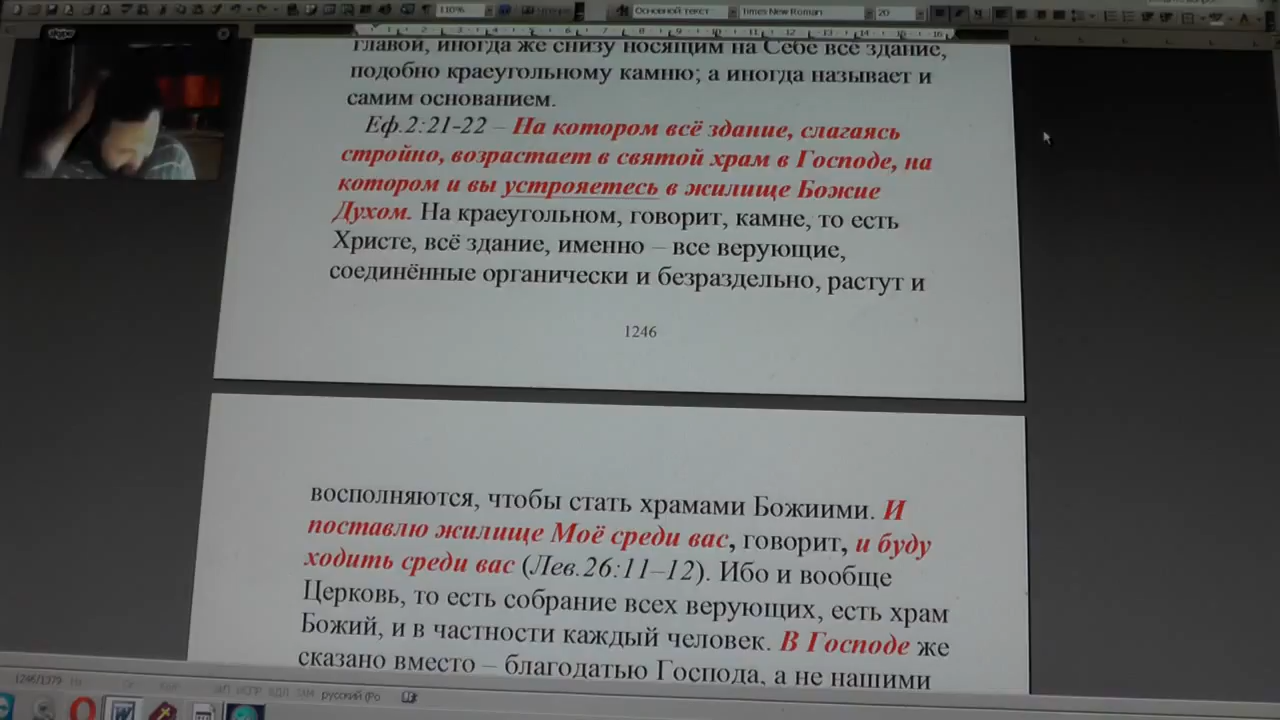 110%
Основной текст
Times New Roman
20
skype
главой, иногда же снизу носящим на Себе всё здание,
подобно краеугольному камню; а иногда называет и
самим основанием.
Еф.2:21-22 – На котором всё здание, слагаясь
стройно, возрастает в святой храм в Господе, на
котором и вы устрояетесь в жилище Божие
Духом. На краеугольном, говорит, камне, то есть
Христе, всё здание, именно – все верующие,
соединённые органически и безраздельно, растут и
1246
восполняются, чтобы стать храмами Божиими. И
поставлю жилище Моё среди вас, говорит, и буду
ходить среди вас (Лев.26:11–12). Ибо и вообще
Церковь, то есть собрание всех верующих, есть храм
Божий, и в частности каждый человек. В Господе же
сказано вместо – благодатью Господа, а не нашими
1246/1379
русский (Ро